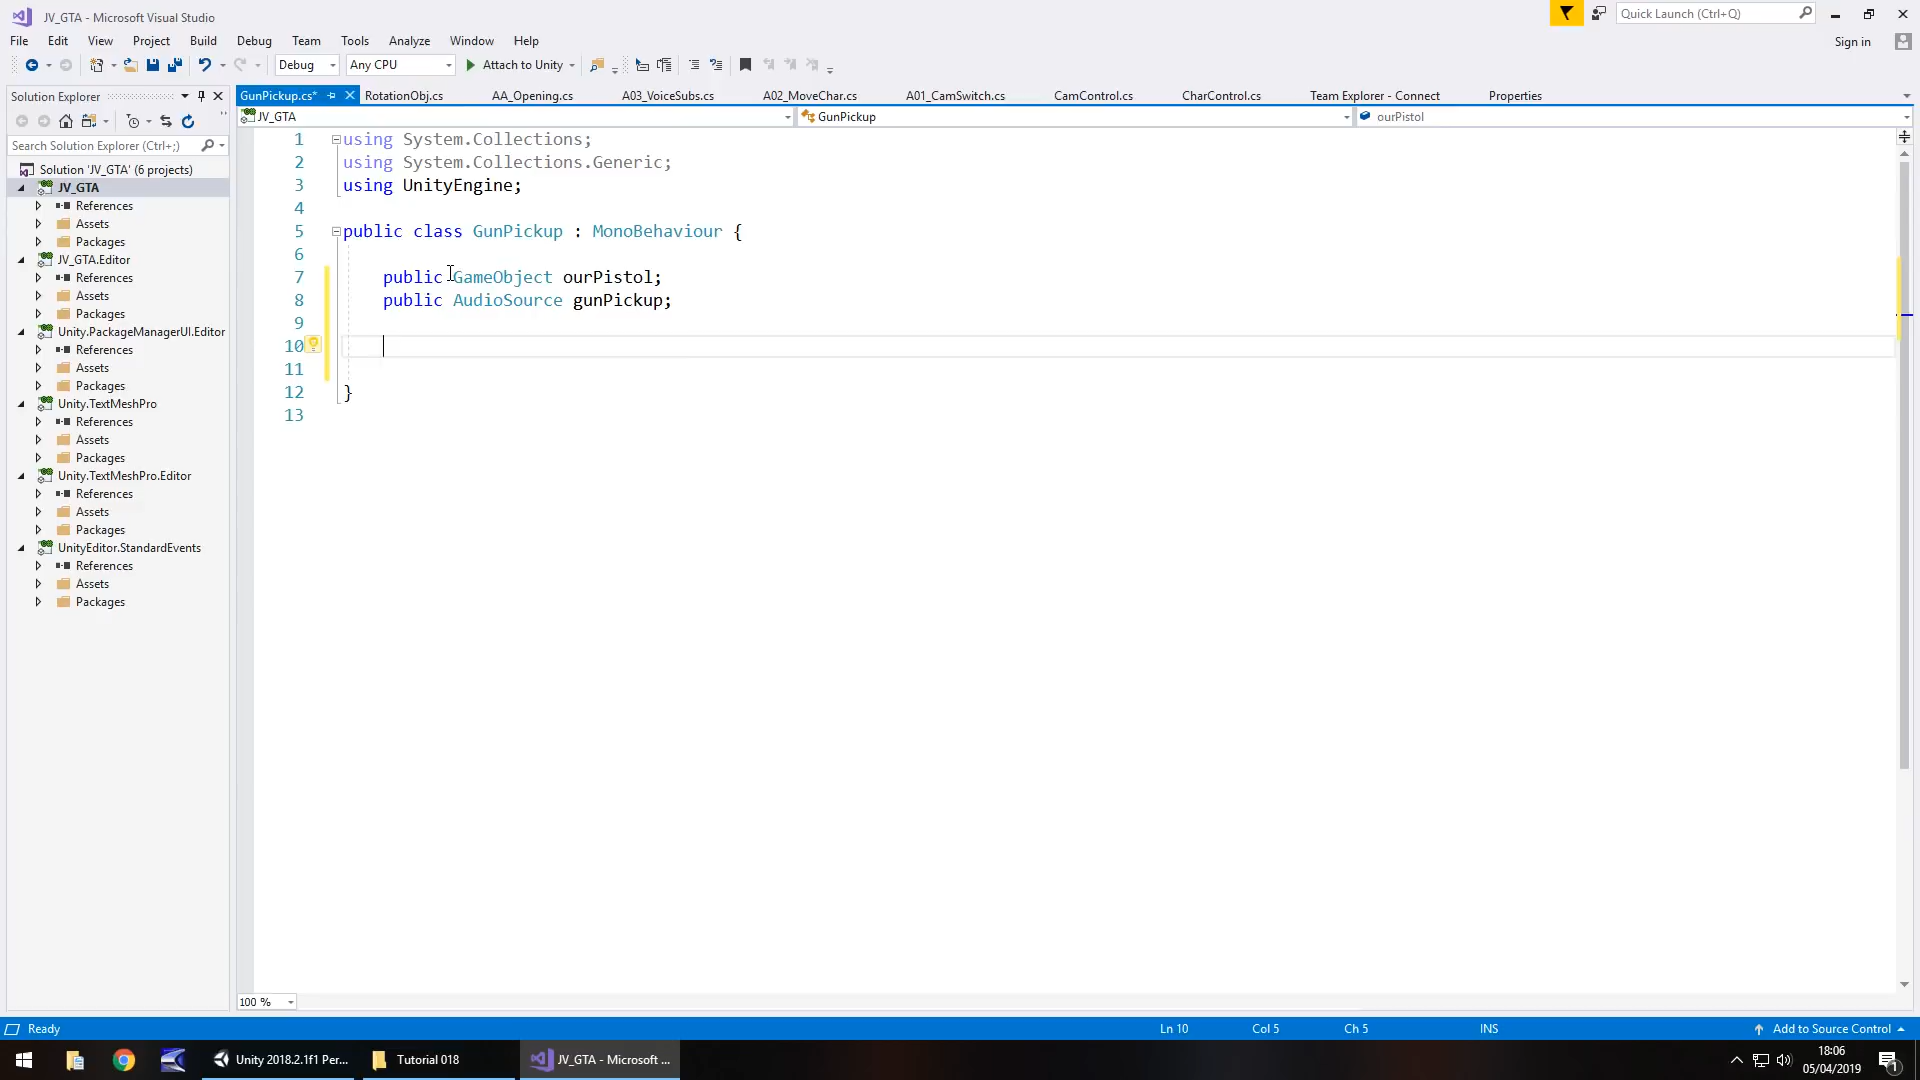 JV_GTA - Microsoft Visual Studio
Quick Launch (Ctrl+Q)
File Edit View Project Build Debug Team Tools Analyze Window Help
Sign in
Debug Any CPU Attach to Unity
Solution Explorer
GunPickup.cs* RotationObj.cs AA_Opening.cs A03_VoiceSubs.cs A02_MoveChar.cs A01_CamSwitch.cs CamControl.cs CharControl.cs Team Explorer - Connect Properties
JV_GTA GunPickup ourPistol
Search Solution Explorer (Ctrl+;)
Solution 'JV_GTA' (6 projects)
JV_GTA
References
Assets
Packages
JV_GTA.Editor
References
Assets
Packages
Unity.PackageManagerUI.Editor
References
Assets
Packages
Unity.TextMeshPro
References
Assets
Packages
Unity.TextMeshPro.Editor
References
Assets
Packages
UnityEditor.StandardEvents
References
Assets
Packages
1 using System.Collections;
2 using System.Collections.Generic;
3 using UnityEngine;
4
5 public class GunPickup : MonoBehaviour {
6
7 public GameObject ourPistol;
8 public AudioSource gunPickup;
9
10
11
12 }
13
100 %
Ready Ln 10 Col 5 Ch 5 INS Add to Source Control
Unity 2018.2.1f1 Per... Tutorial 018 JV_GTA - Microsoft ...
18:06
05/04/2019
1